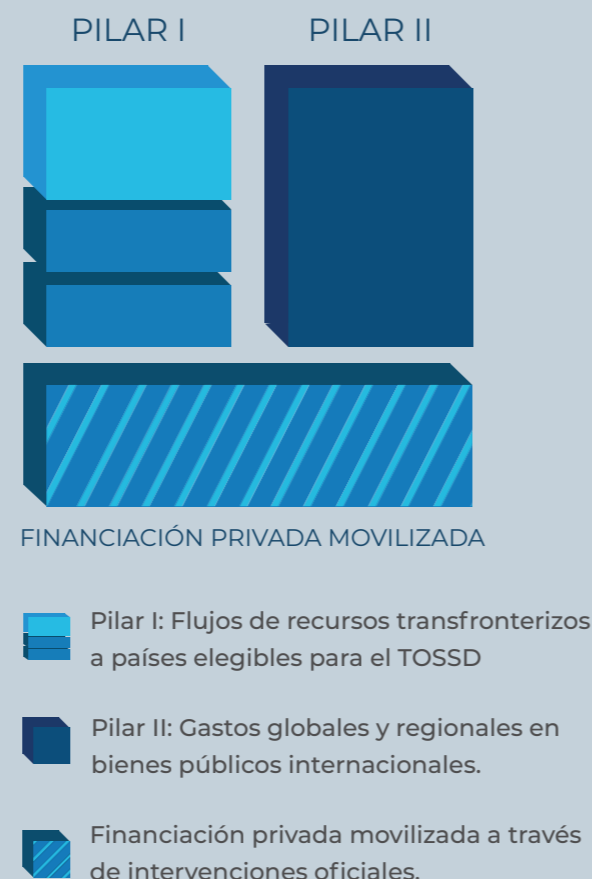 PILAR I PILAR II
FINANCIACIÓN PRIVADA MOVILIZADA
Pilar I: Flujos de recursos transfronterizos
a países elegibles para el TOSSD
Pilar II: Gastos globales y regionales en
bienes públicos internacionales.
Financiación privada movilizada a través
de intervenciones oficiales.